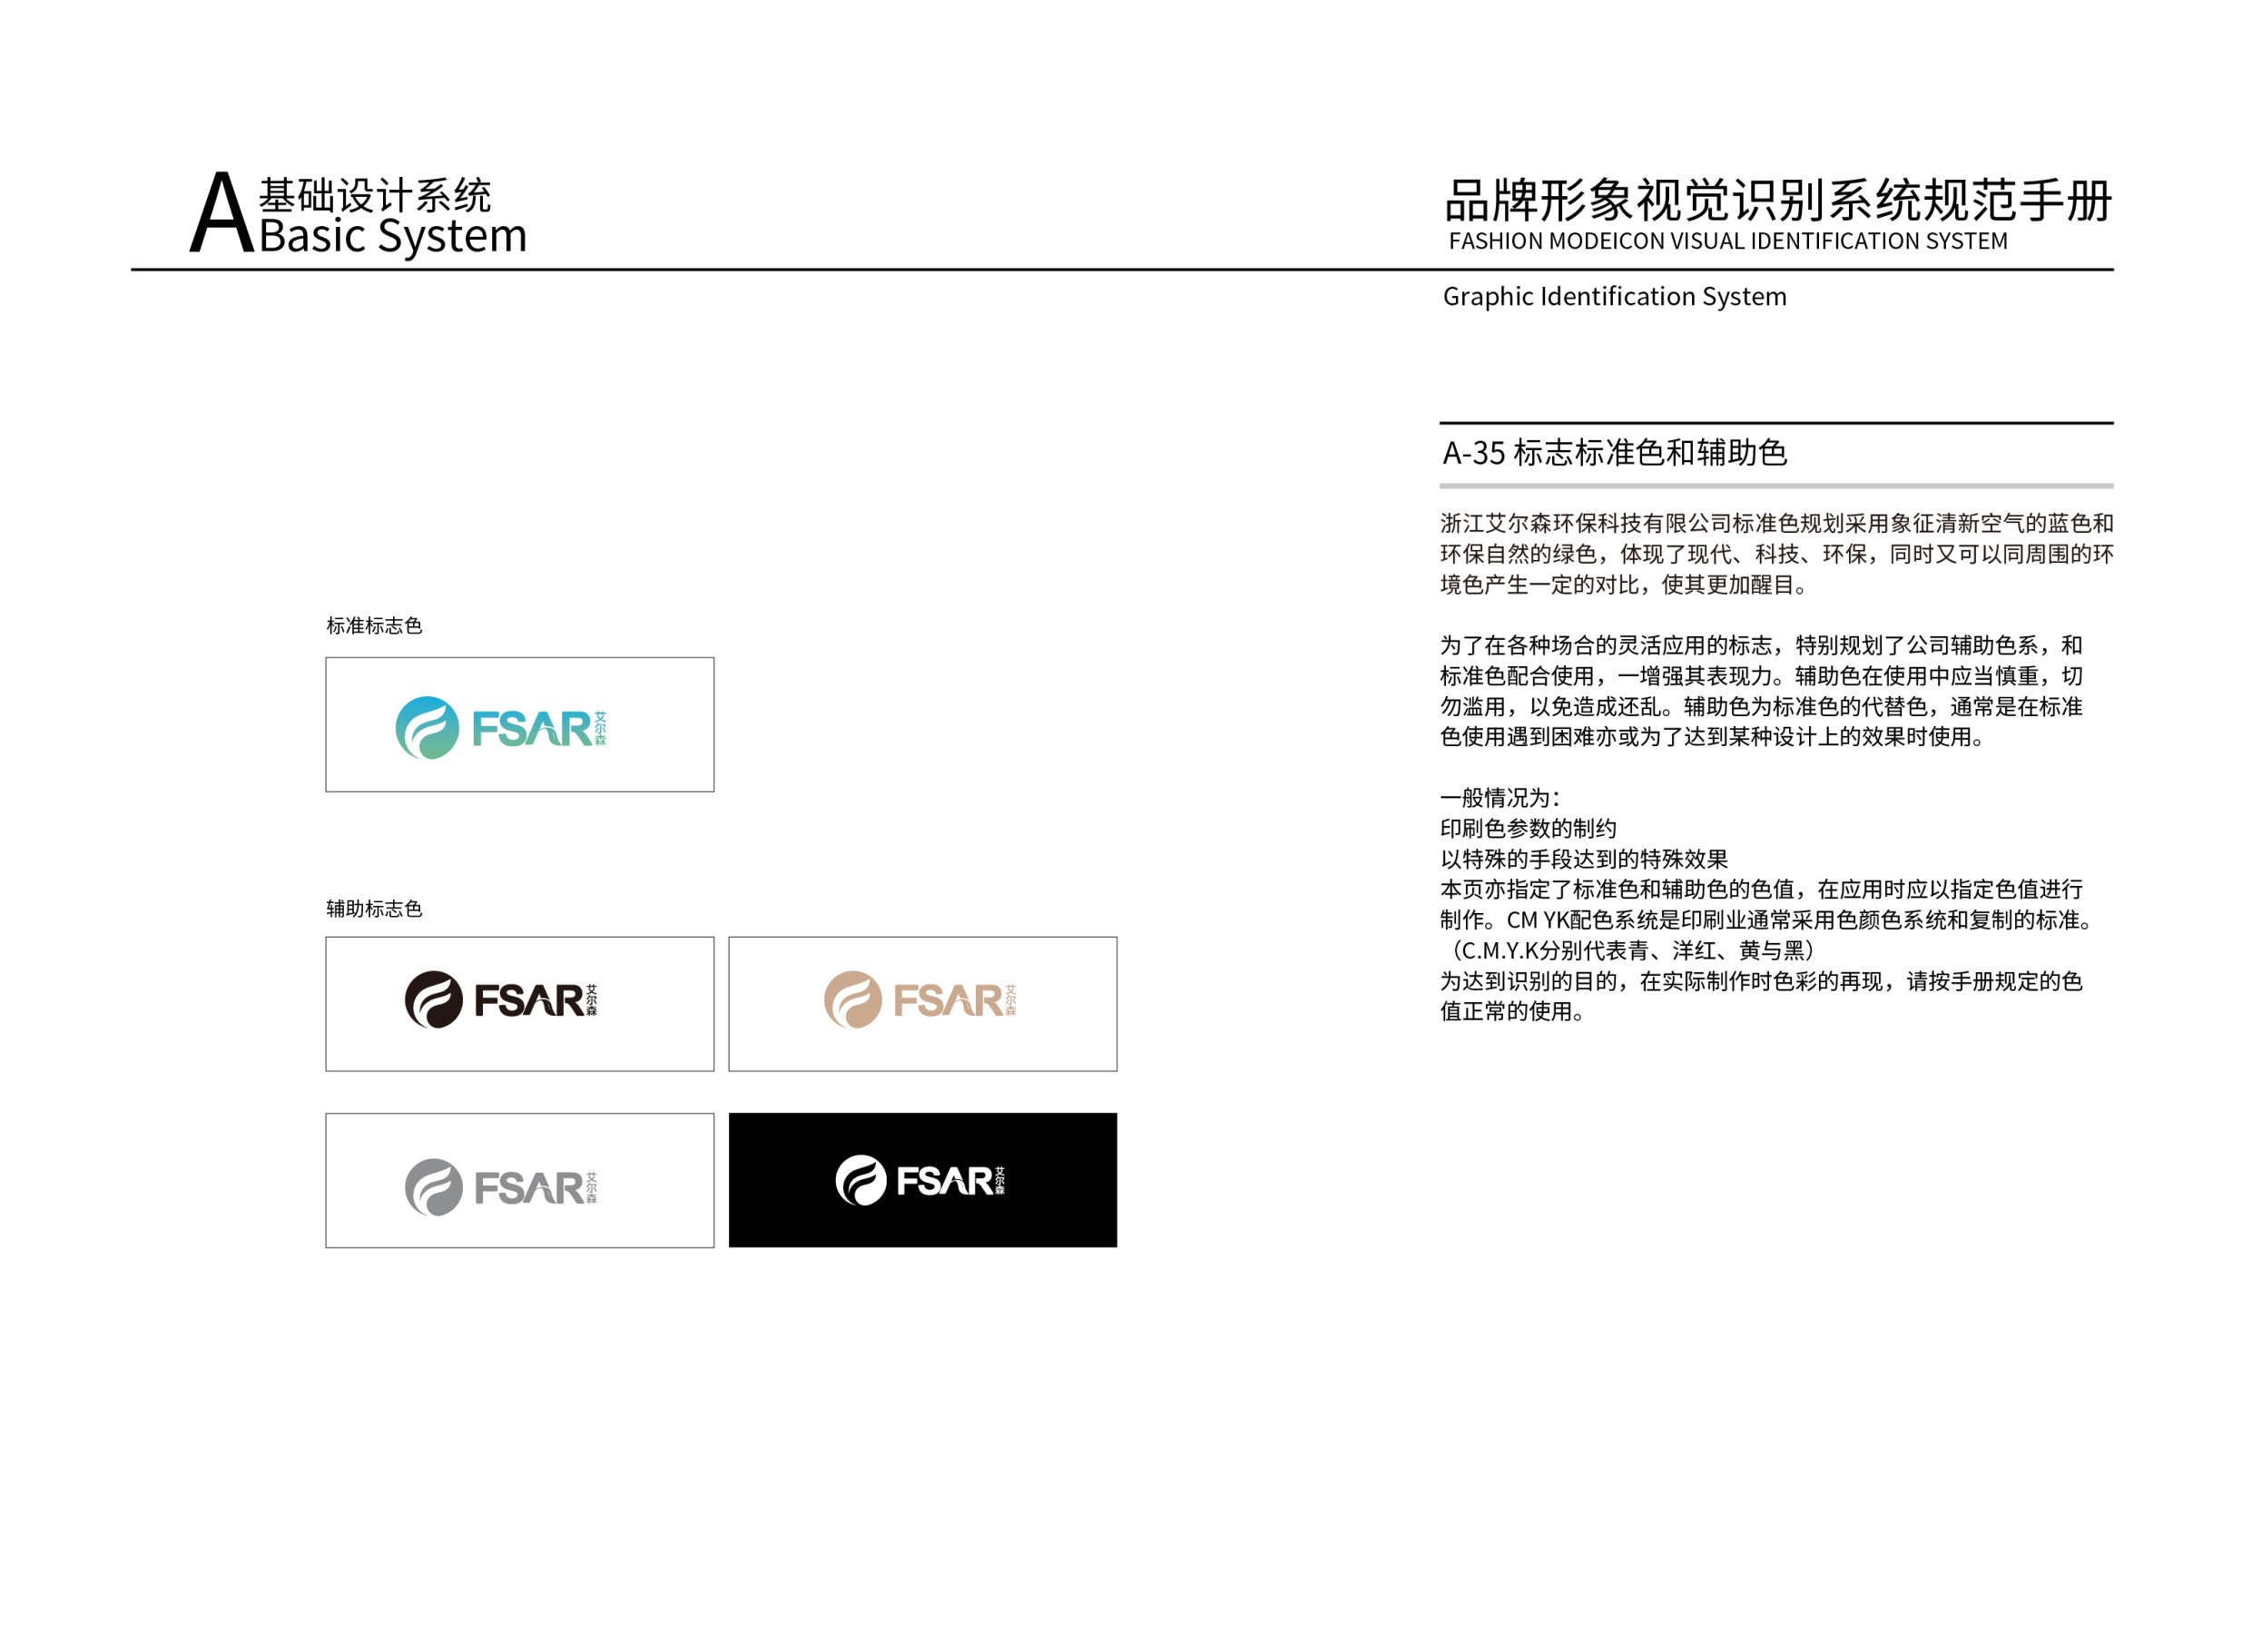 A
基础设计系统
Basic System
品牌形象视觉识别系统规范手册
FASHION MODEICON VISUAL IDENTIFICATION SYSTEM
Graphic Identification System
A-35 标志标准色和辅助色
浙江艾尔森环保科技有限公司标准色规划采用象征清新空气的蓝色和
环保自然的绿色，体现了现代、科技、环保，同时又可以同周围的环
境色产生一定的对比，使其更加醒目。
为了在各种场合的灵活应用的标志，特别规划了公司辅助色系，和
标准色配合使用，一增强其表现力。辅助色在使用中应当慎重，切
勿滥用，以免造成还乱。辅助色为标准色的代替色，通常是在标准
色使用遇到困难亦或为了达到某种设计上的效果时使用。
一般情况为：
印刷色参数的制约
以特殊的手段达到的特殊效果
本页亦指定了标准色和辅助色的色值，在应用时应以指定色值进行
制作。CM YK配色系统是印刷业通常采用色颜色系统和复制的标准。
（C.M.Y.K分别代表青、洋红、黄与黑）
为达到识别的目的，在实际制作时色彩的再现，请按手册规定的色
值正常的使用。
标准标志色
FSAR 艾尔森
辅助标志色
FSAR 艾尔森
FSAR 艾尔森
FSAR 艾尔森
FSAR 艾尔森